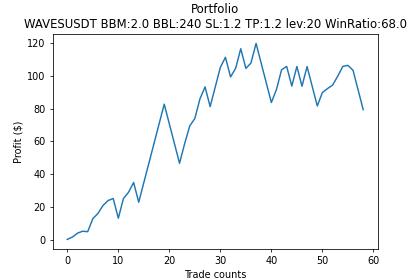 Portfolio
WAVESUSDT BBM:2.0 BBL:240 SL:1.2 TP:1.2 lev:20 WinRatio:68.0
120
100
80
60
40
20
0
Profit ($)
0 10 20 30 40 50 60
Trade counts